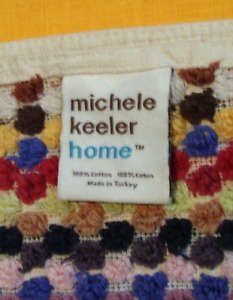 michele
keeler
home™
100% Cotton 100% Coton
Made in Turkey